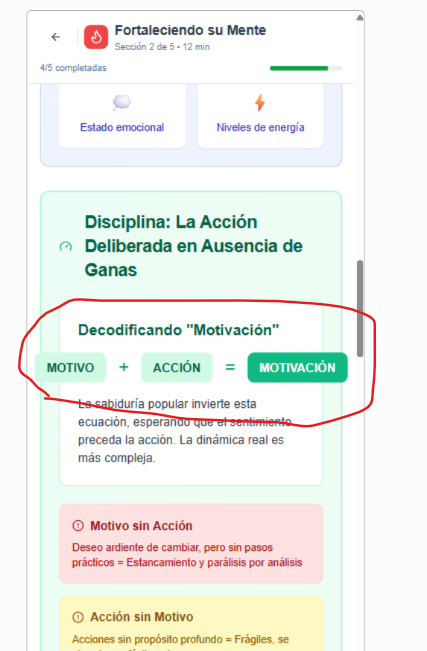 Fortaleciendo su Mente
Sección 2 de 5 • 12 min
4/5 completadas
Estado emocional
Niveles de energía
Disciplina: La Acción
Deliberada en Ausencia de
Ganas
Decodificando "Motivación"
MOTIVO + ACCIÓN = MOTIVACIÓN
La sabiduría popular invierte esta
ecuación, esperando que el sentimiento
preceda la acción. La dinámica real es
más compleja.
Motivo sin Acción
Deseo ardiente de cambiar, pero sin pasos
prácticos = Estancamiento y parálisis por análisis
Acción sin Motivo
Acciones sin propósito profundo = Frágiles, se